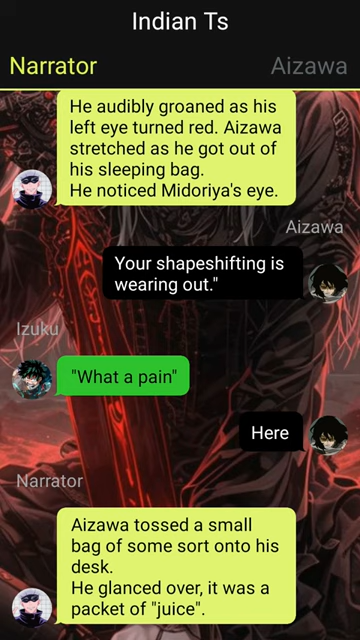 Indian Ts
Narrator
Aizawa
He audibly groaned as his
left eye turned red. Aizawa
stretched as he got out of
his sleeping bag.
He noticed Midoriya's eye.
Aizawa
Your shapeshifting is
wearing out."
Izuku
"What a pain"
Here
Narrator
Aizawa tossed a small
bag of some sort onto his
desk.
He glanced over, it was a
packet of "juice".